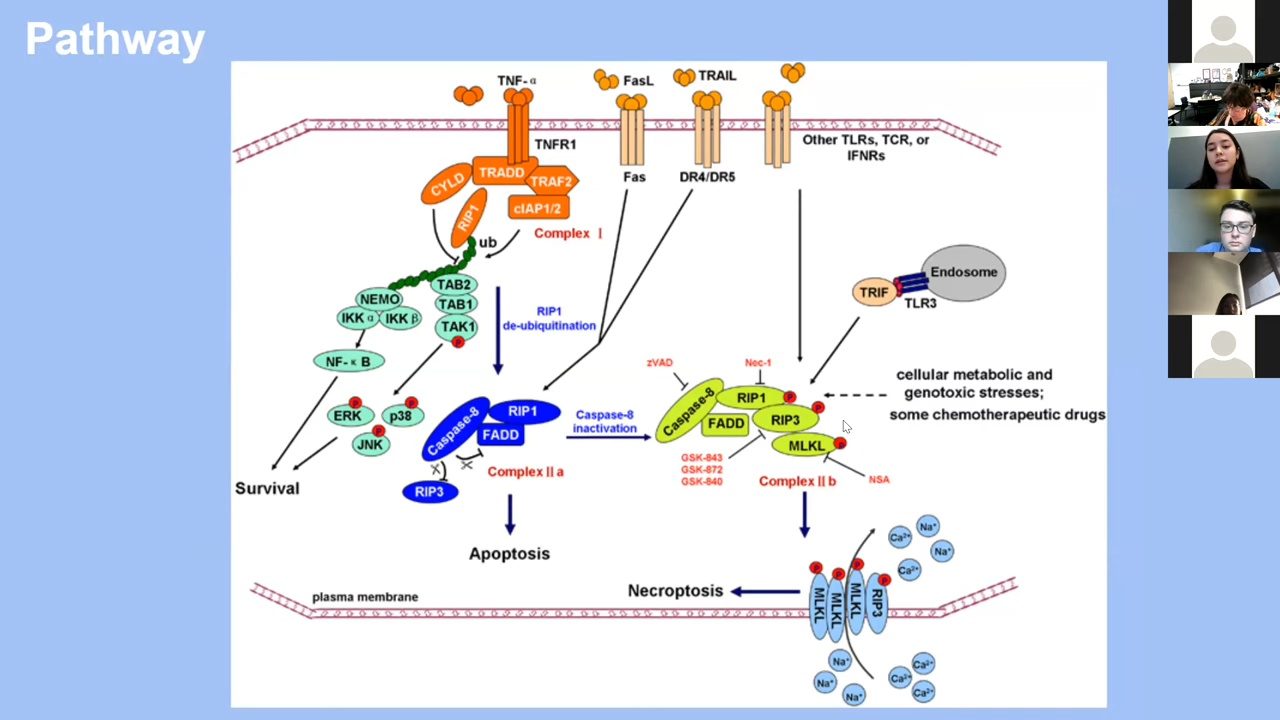 Pathway
TNF-α
FasL
TRAIL
TNFR1
Other TLRs, TCR, or
IFNRs
Fas
DR4/DR5
CYLD
TRADD
TRAF2
RIP1
cIAP1/2
ub
Complex Ⅰ
TAB2
TAB1
TAK1
P
NEMO
IKK α
IKK β
NF-κB
RIP1
de-ubiquitination
TRIF
TLR3
Endosome
ERK
P
p38
P
JNK
P
Survival
Caspase-8
RIP1
FADD
RIP3
X
X
Complex II a
Apoptosis
Caspase-8
inactivation
zVAD
Nec-1
Caspase-8
RIP1
P
FADD
RIP3
P
MLKL
P
cellular metabolic and
genotoxic stresses;
some chemotherapeutic drugs
GSK-843
GSK-872
GSK-840
NSA
Complex II b
Necroptosis
plasma membrane
P
P
P
P
MLKL
MLKL
MLKL
RIP3
Ca²⁺
Na⁺
Na⁺
Ca²⁺
Na⁺
Na⁺
Na⁺
Ca²⁺
Ca²⁺
Ca²⁺